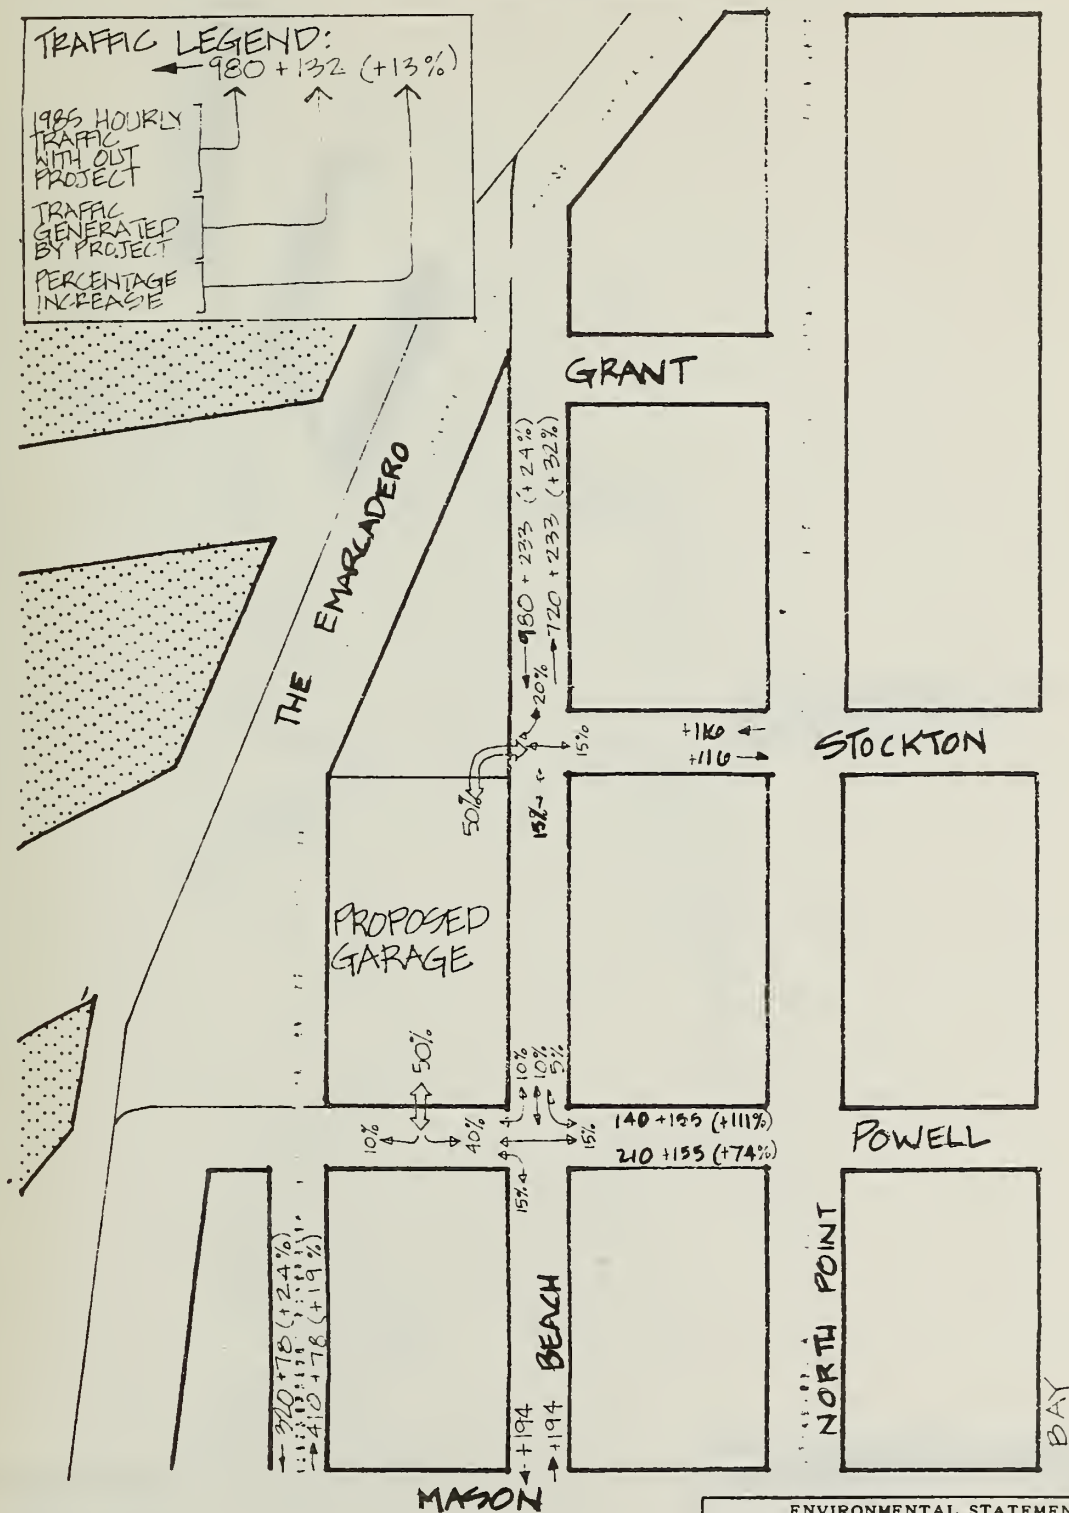 TRAFFIC LEGEND:
980 + 132 (+13%)
1985 HOURLY
TRAFFIC
WITH OUT
PROJECT
TRAFFIC
GENERATED
BY PROJECT
PERCENTAGE
INCREASE
GRANT
THE EMARCADERO
980 + 233 (+24%)
720 + 233 (+32%)
20%
15%
+116
+116
STOCKTON
50%
15%
PROPOSED
GARAGE
50%
10%
10%
5%
10%
40%
15%
140 +155 (+111%)
210 +155 (+74%)
POWELL
15%
320 +78 (+24%)
410 +78 (+19%)
BEACH
+194
+194
NORTH POINT
BAY
MASON
ENVIRONMENTAL STATEMEN